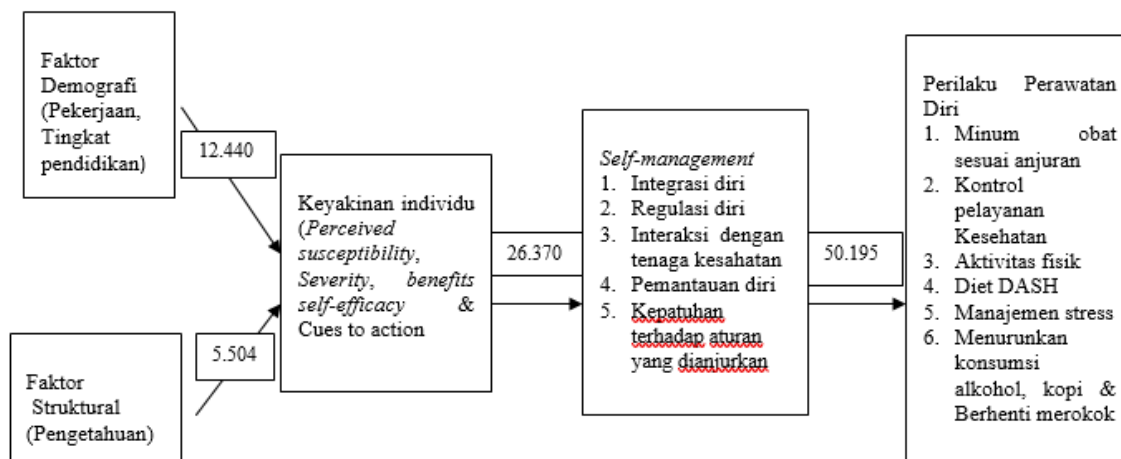 Faktor
Demografi
(Pekerjaan,
Tingkat
pendidikan)
12.440
Faktor
Struktural
(Pengetahuan)
5.504
Keyakinan individu
(Perceived
susceptibility,
Severity, benefits
self-efficacy &
Cues to action
26.370
Self-management
1. Integrasi diri
2. Regulasi diri
3. Interaksi dengan
tenaga kesahatan
4. Pemantauan diri
5. Kepatuhan
terhadap aturan
yang dianjurkan
50.195
Perilaku Perawatan
Diri
1. Minum obat
sesuai anjuran
2. Kontrol
pelayanan
Kesehatan
3. Aktivitas fisik
4. Diet DASH
5. Manajemen stress
6. Menurunkan
konsumsi
alkohol, kopi &
Berhenti merokok